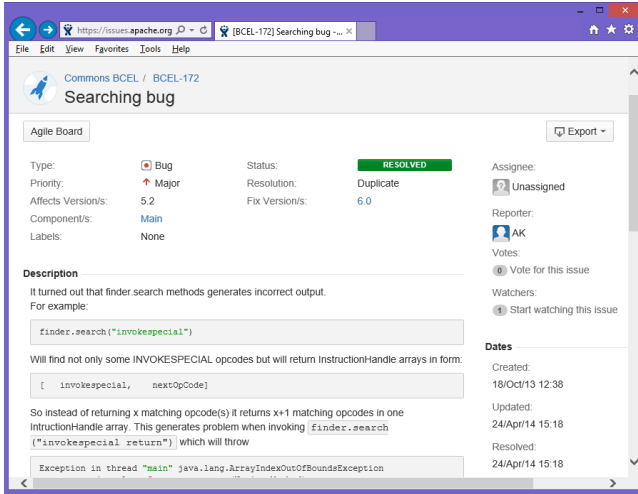 https://issues.apache.org
[BCEL-172] Searching bug -...
File Edit View Favorites Tools Help
Commons BCEL / BCEL-172
Searching bug
Agile Board
Export
Type: Bug
Status: RESOLVED
Priority: Major
Resolution: Duplicate
Affects Version/s: 5.2
Fix Version/s: 6.0
Component/s: Main
Labels: None
Assignee:
Unassigned
Reporter:
AK
Votes:
0 Vote for this issue
Watchers:
1 Start watching this issue
Description
It turned out that finder.search methods generates incorrect output.
For example:
finder.search("invokespecial")
Will find not only some INVOKESPECIAL opcodes but will return InstructionHandle arrays in form:
[ invokespecial, nextOpCode]
So instead of returning x matching opcode(s) it returns x+1 matching opcodes in one
IntructionHandle array. This generates problem when invoking finder.search
("invokespecial return") which will throw
Exception in thread "main" java.lang.ArrayIndexOutOfBoundsException
Dates
Created:
18/Oct/13 12:38
Updated:
24/Apr/14 15:18
Resolved:
24/Apr/14 15:18